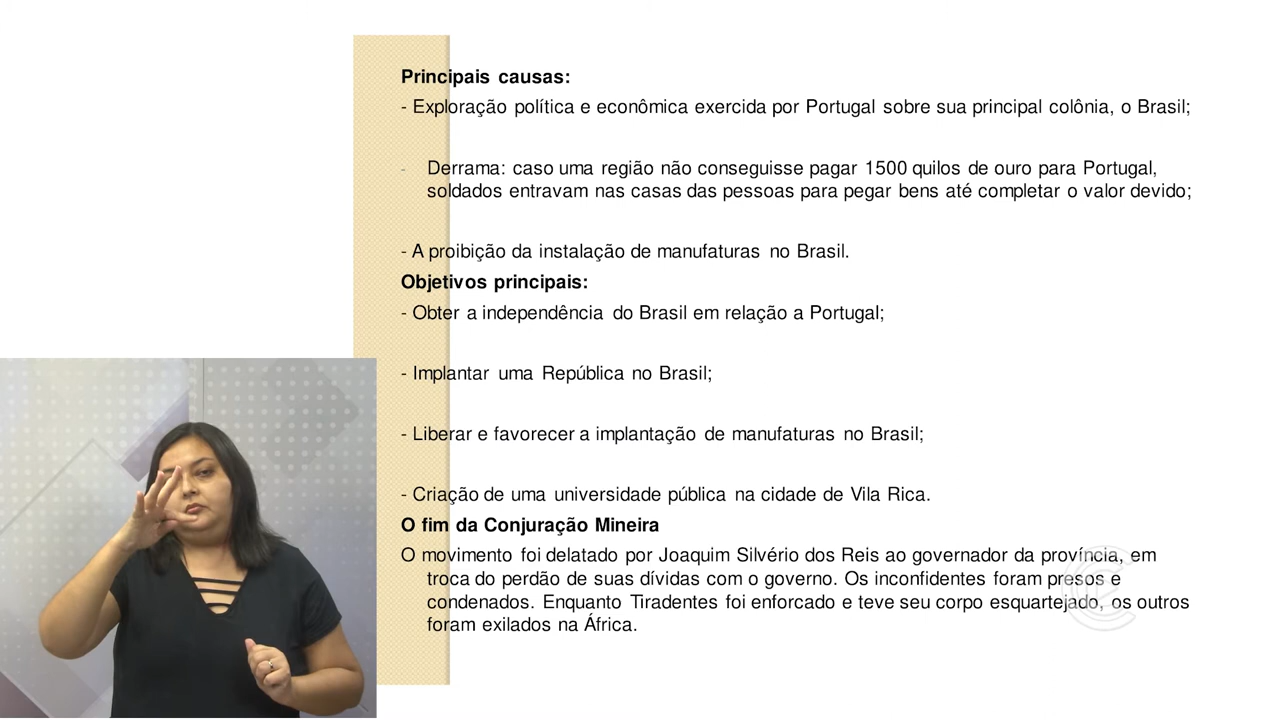 Principais causas:
- Exploração política e econômica exercida por Portugal sobre sua principal colônia, o Brasil;
- Derrama: caso uma região não conseguisse pagar 1500 quilos de ouro para Portugal,
soldados entravam nas casas das pessoas para pegar bens até completar o valor devido;
- A proibição da instalação de manufaturas no Brasil.
Objetivos principais:
- Obter a independência do Brasil em relação a Portugal;
- Implantar uma República no Brasil;
- Liberar e favorecer a implantação de manufaturas no Brasil;
- Criação de uma universidade pública na cidade de Vila Rica.
O fim da Conjuração Mineira
O movimento foi delatado por Joaquim Silvério dos Reis ao governador da província, em
troca do perdão de suas dívidas com o governo. Os inconfidentes foram presos e
condenados. Enquanto Tiradentes foi enforcado e teve seu corpo esquartejado, os outros
foram exilados na África.